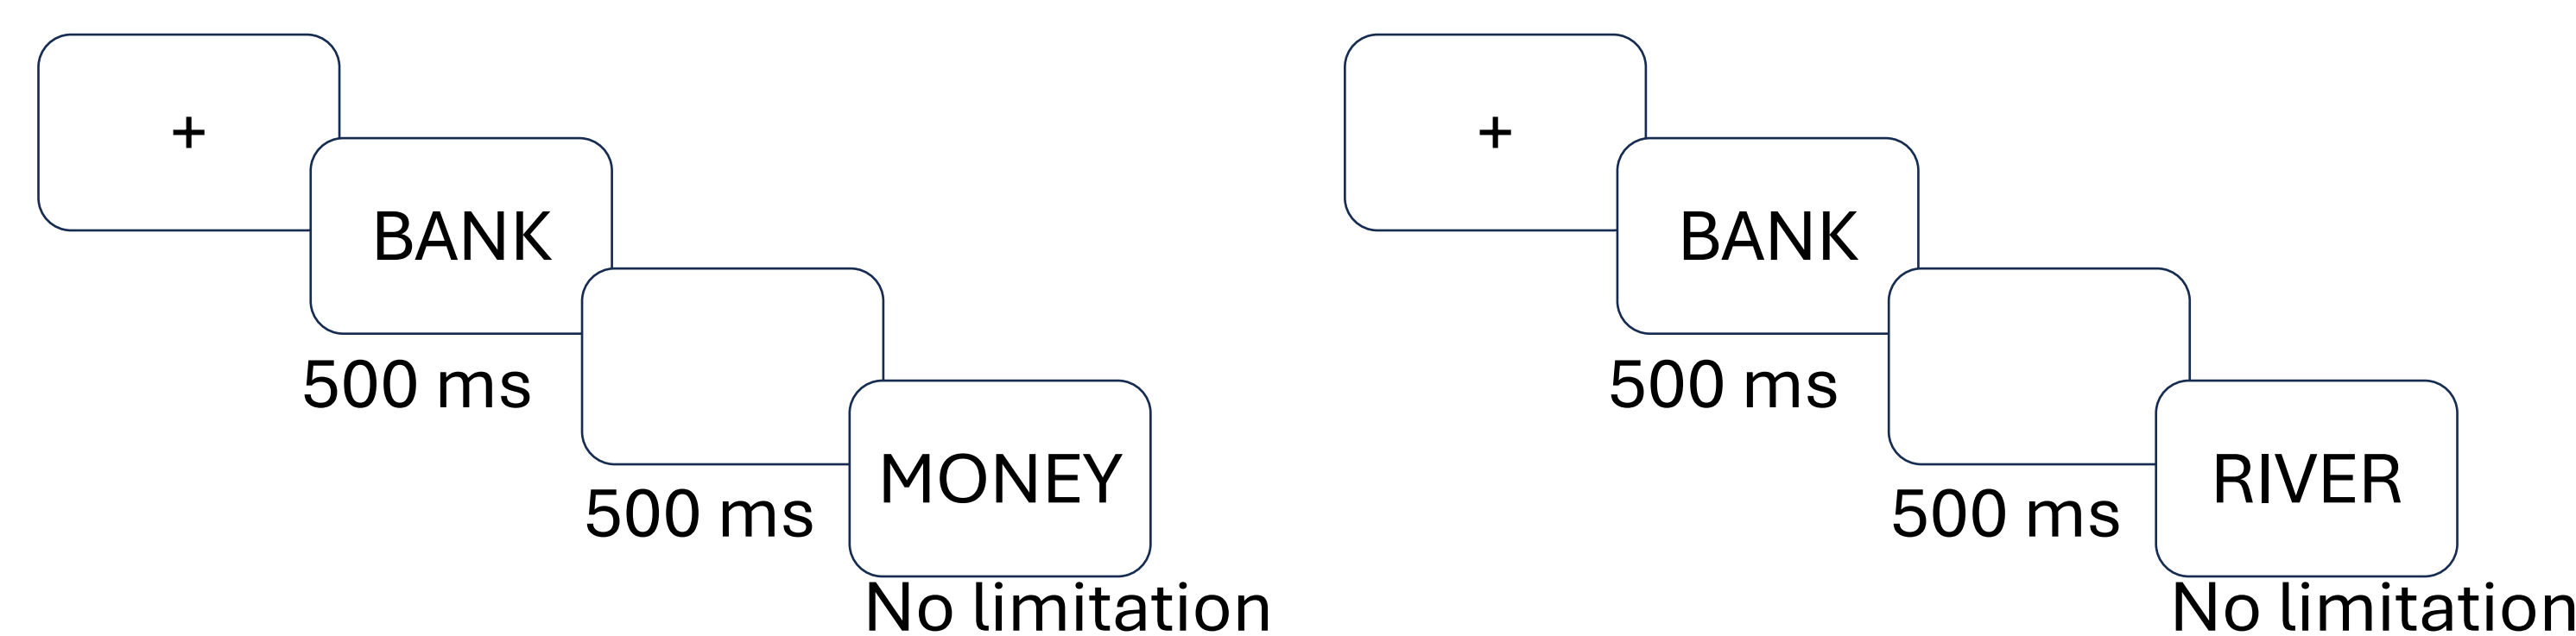 +
BANK
500 ms
500 ms
MONEY
No limitation
+
BANK
500 ms
500 ms
RIVER
No limitation